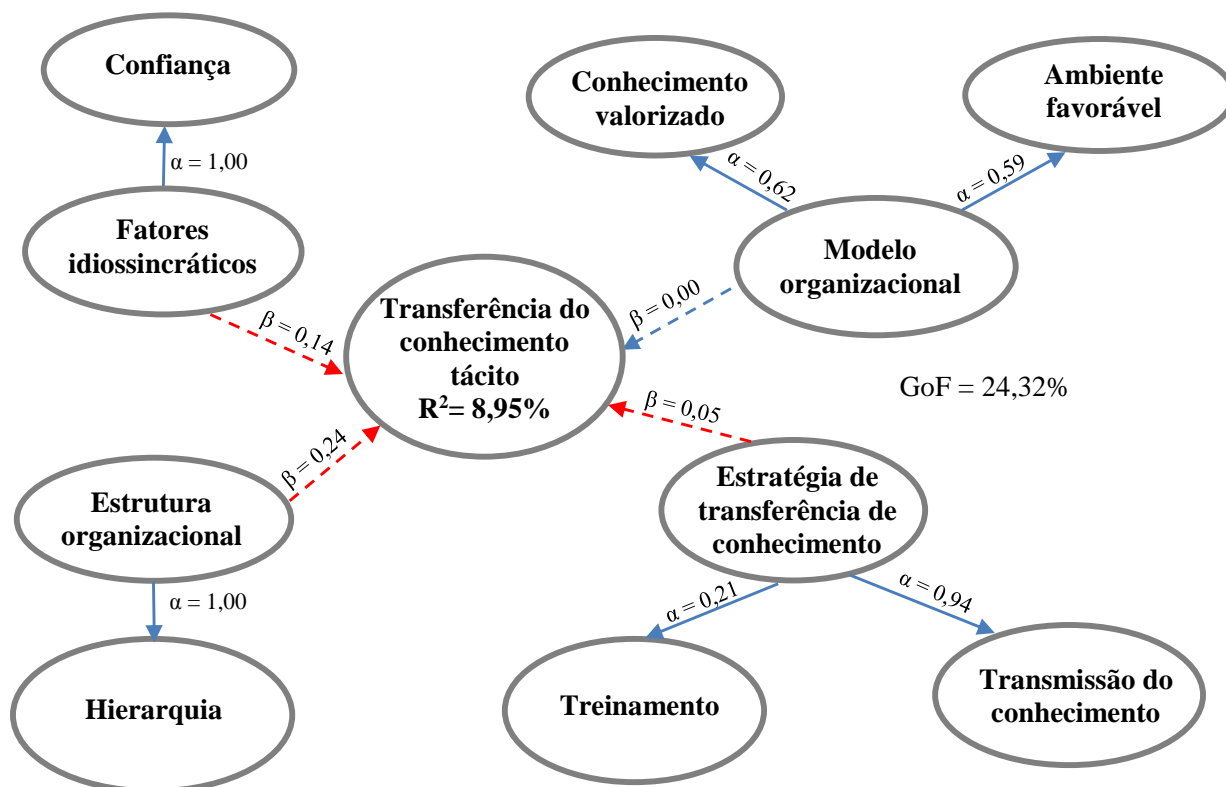 Confiança
α = 1,00
Fatores
idiossincráticos
β = 0,14
Conhecimento
valorizado
Ambiente
favorável
α = 0,62
α = 0,59
Modelo
organizacional
β = 0,00
Transferência do
conhecimento
tácito
R²= 8,95%
GoF = 24,32%
β = 0,24
β = 0,05
Estrutura
organizacional
α = 1,00
Hierarquia
Estratégia de
transferência de
conhecimento
α = 0,21
α = 0,94
Treinamento
Transmissão do
conhecimento